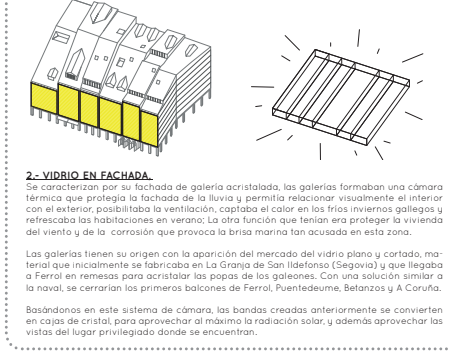 2.- VIDRIO EN FACHADA.
Se caracterizan por su fachada de galería acristalada, las galerías formaban una cámara
térmica que protegía la fachada de la lluvia y permitía relacionar visualmente el interior
con el exterior, posibilitaba la ventilación, captaba el calor en los fríos inviernos gallegos y
refrescaba las habitaciones en verano; La otra función que tenían era proteger la vivienda
del viento y de la corrosión que provoca la brisa marina tan acusada en esta zona.
Las galerías tienen su origen con la aparición del mercado del vidrio plano y cortado, ma-
terial que inicialmente se fabricaba en La Granja de San Ildefonso (Segovia) y que llegaba
a Ferrol en remesas para acristalar las popas de los galeones. Con una solución similar a
la naval, se cerrarían los primeros balcones de Ferrol, Puentedeume, Betanzos y A Coruña.
Basándonos en este sistema de cámara, las bandas creadas anteriormente se convierten
en cajas de cristal, para aprovechar al máximo la radiación solar, y además aprovechar las
vistas del lugar privilegiado donde se encuentran.